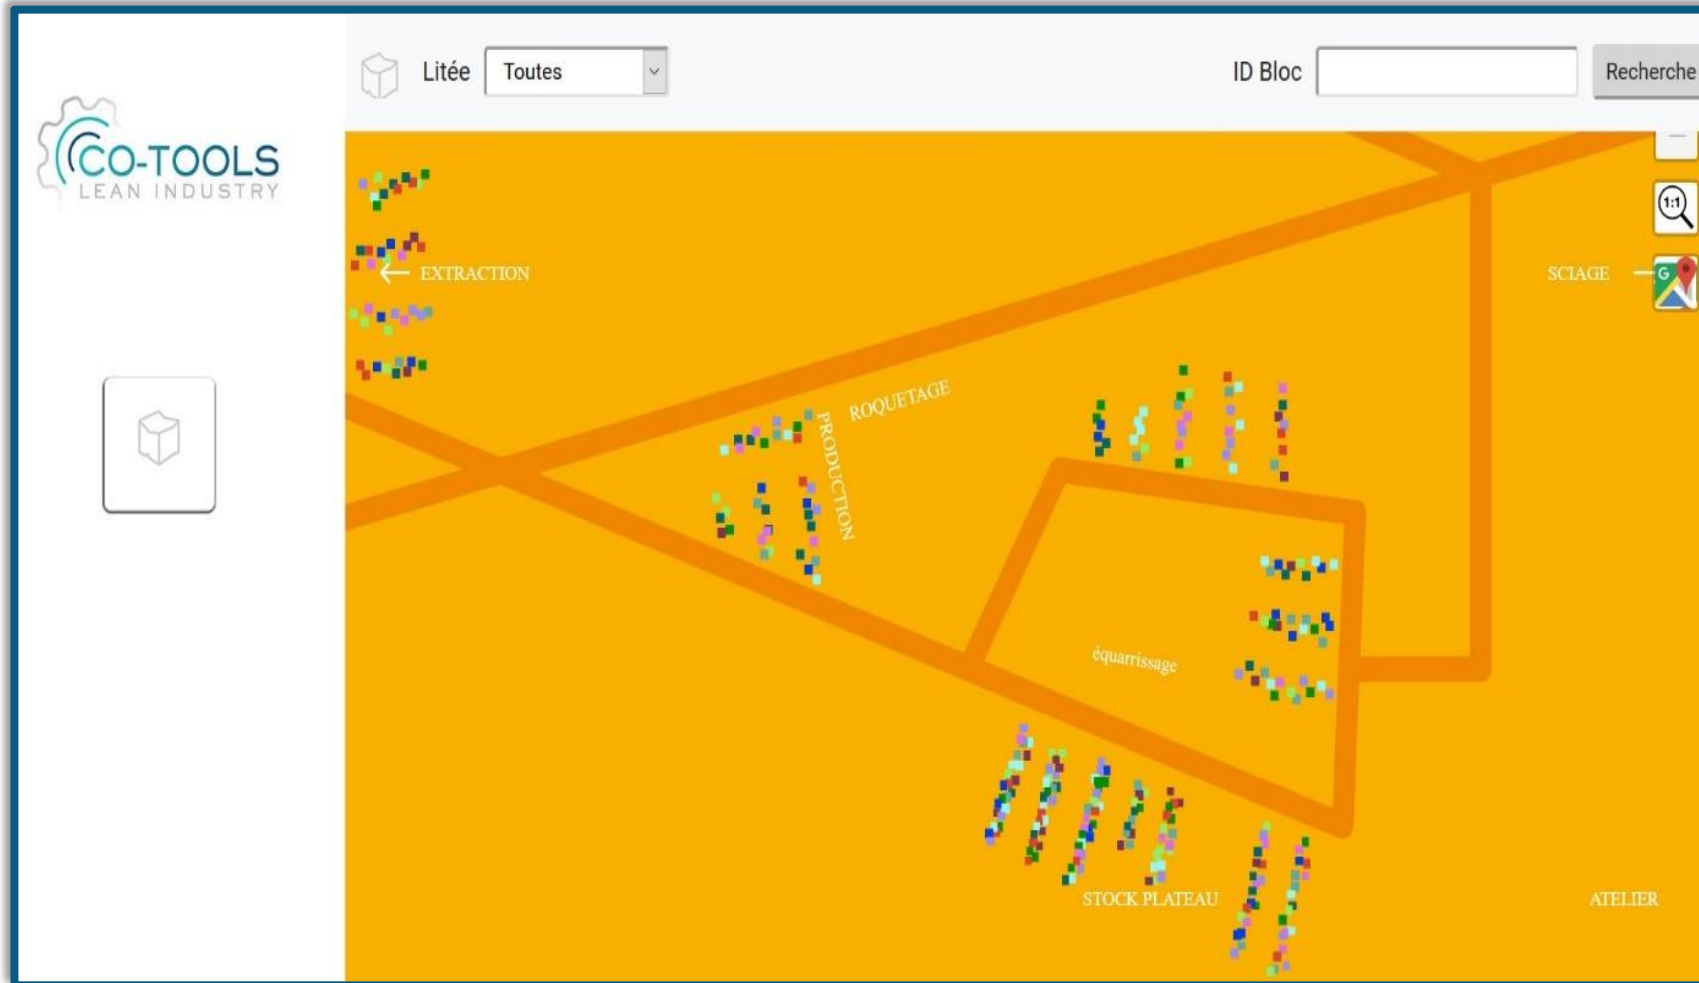 Litée
Toutes
ID Bloc
Recherche
CO-TOOLS
LEAN INDUSTRY
1:1
EXTRACTION
SCIAGE
G
ROQUETAGE
PRODUCTION
équarrissage
STOCK PLATEAU
ATELIER